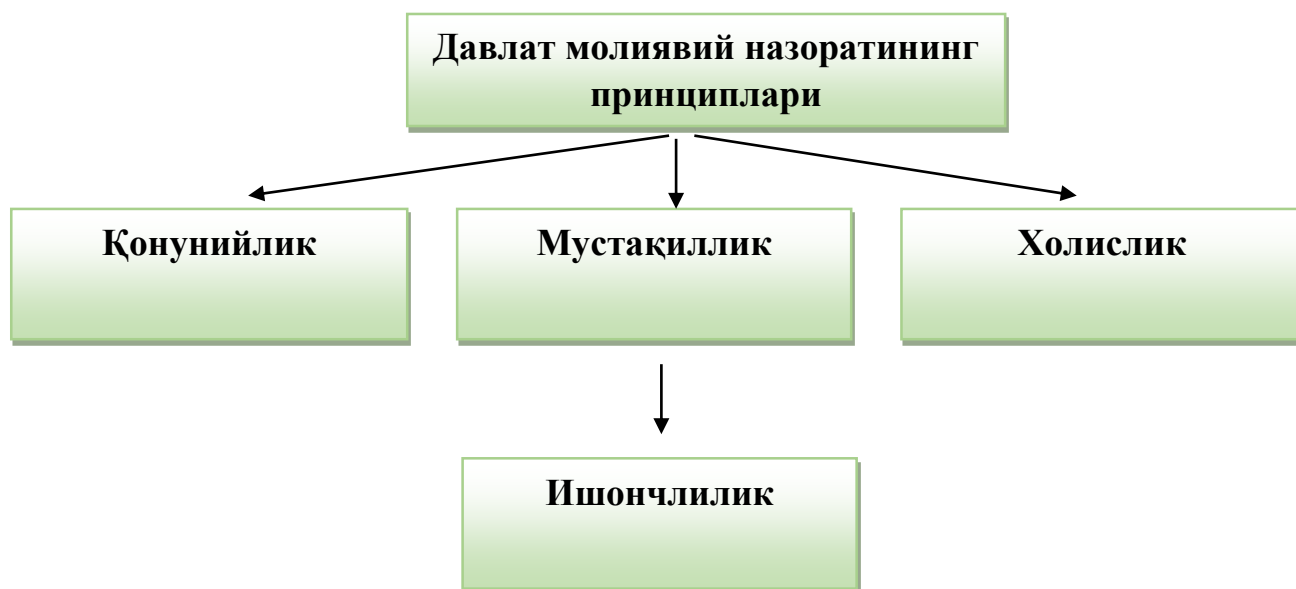 Давлат молиявий назоратининг
принциплари
Қонунийлик
Мустақиллик
Холислик
Ишончлилик